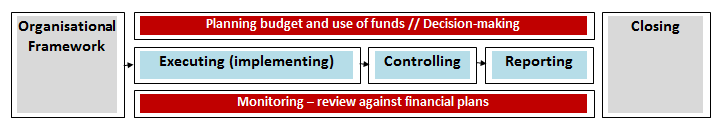 Organisational
Framework
Planning budget and use of funds // Decision-making
Executing (implementing)
Controlling
Reporting
Monitoring – review against financial plans
Closing